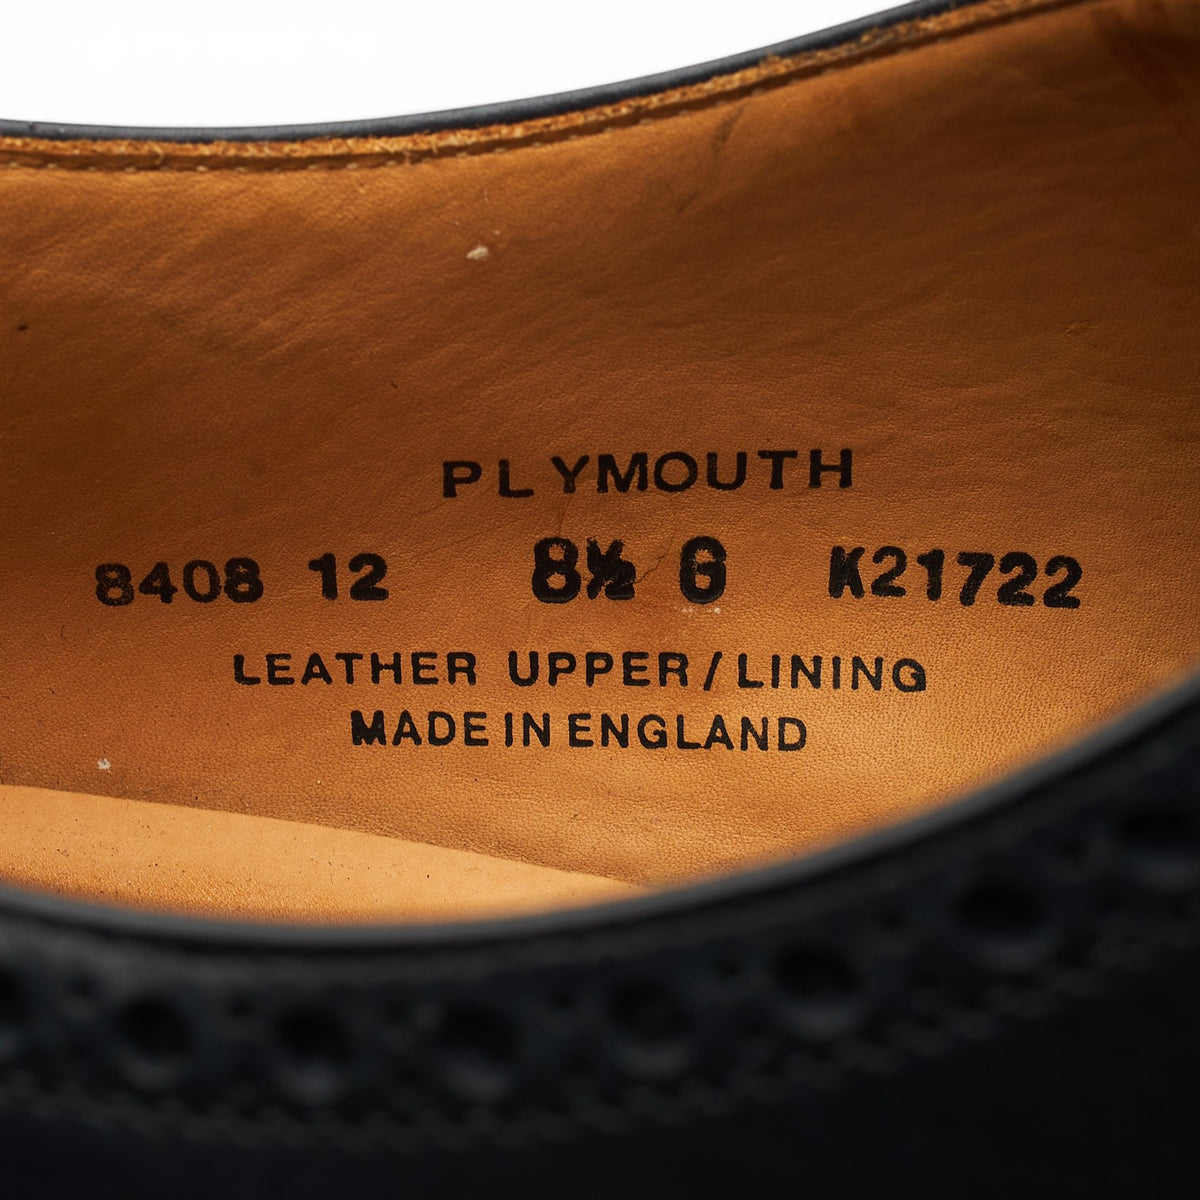 PLYMOUTH
8408 12 8½ G K21722
LEATHER UPPER/LINING
MADE IN ENGLAND